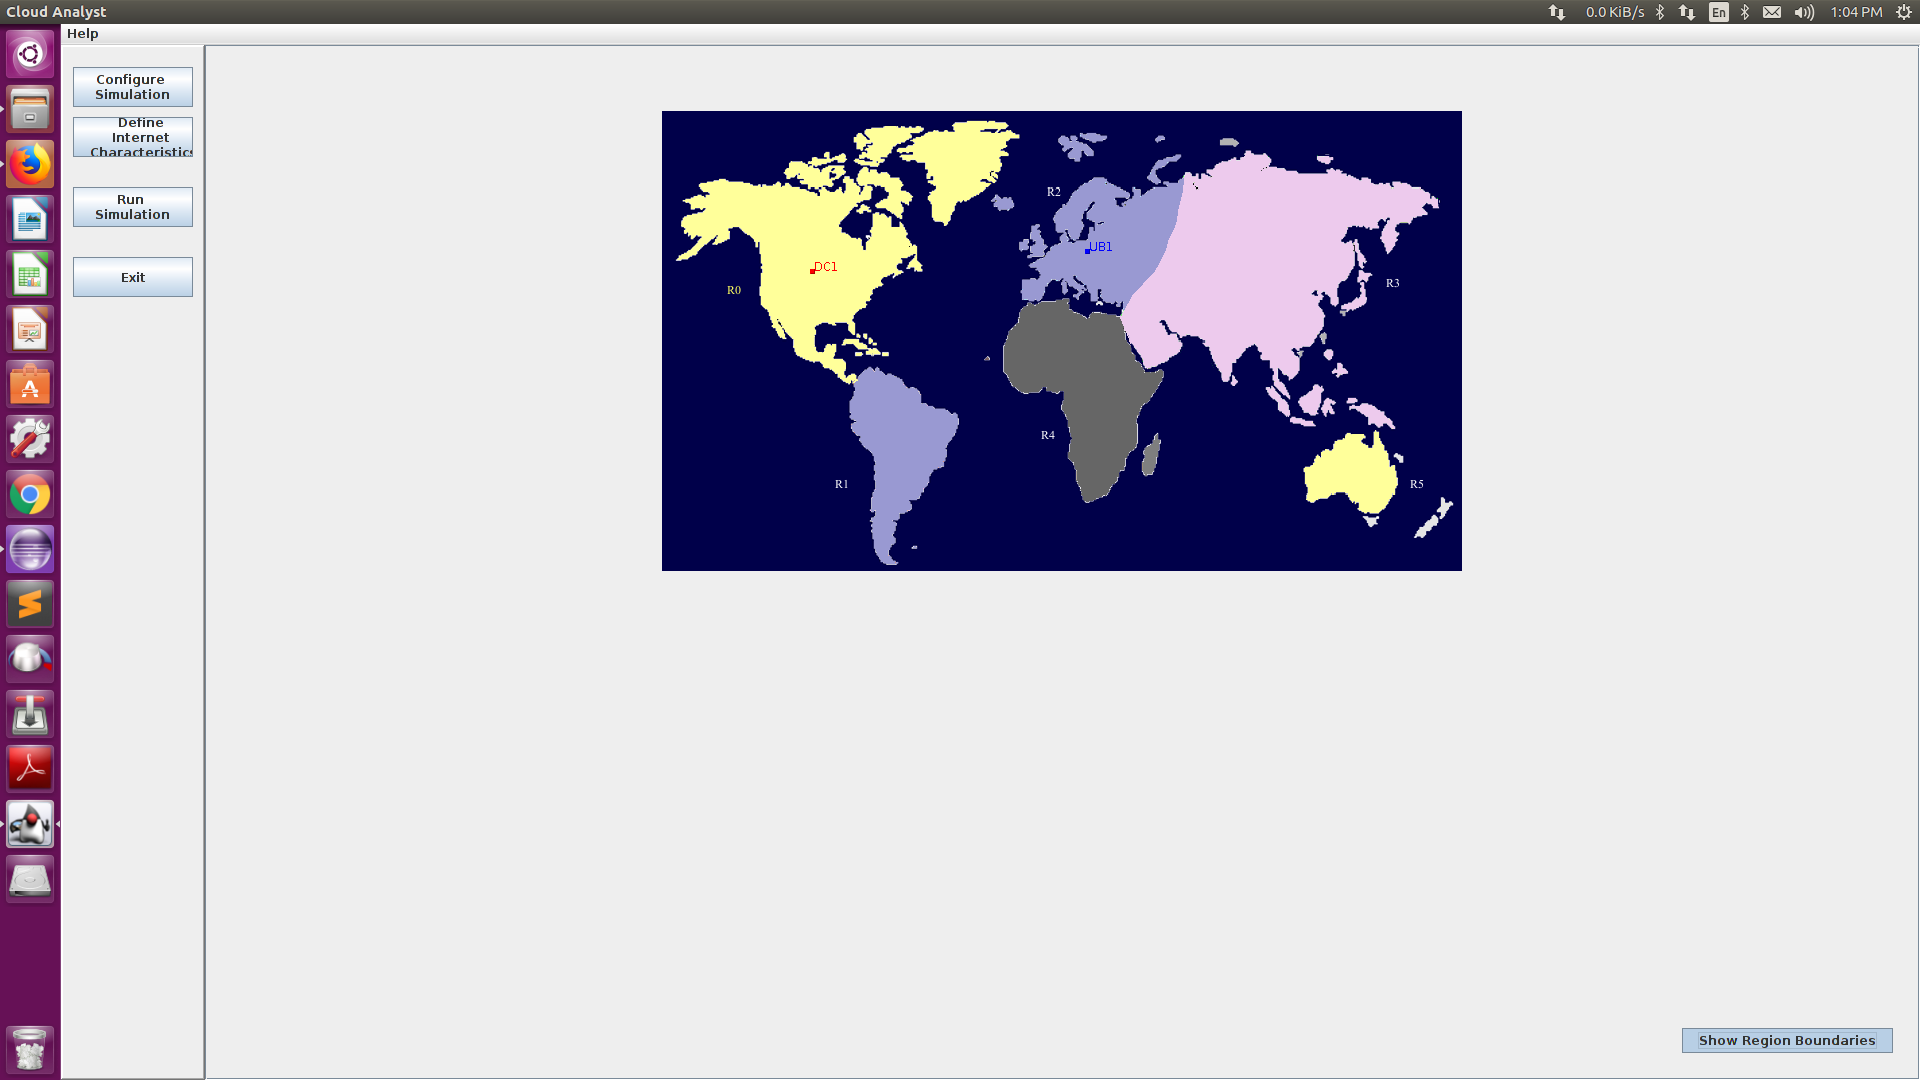 Cloud Analyst
0.0 KiB/s
En
1:04 PM
Help
Configure
Simulation
Define
Internet
Characteristics
Run
Simulation
Exit
R2
UB1
DC1
R0
R3
R4
R1
R5
Show Region Boundaries